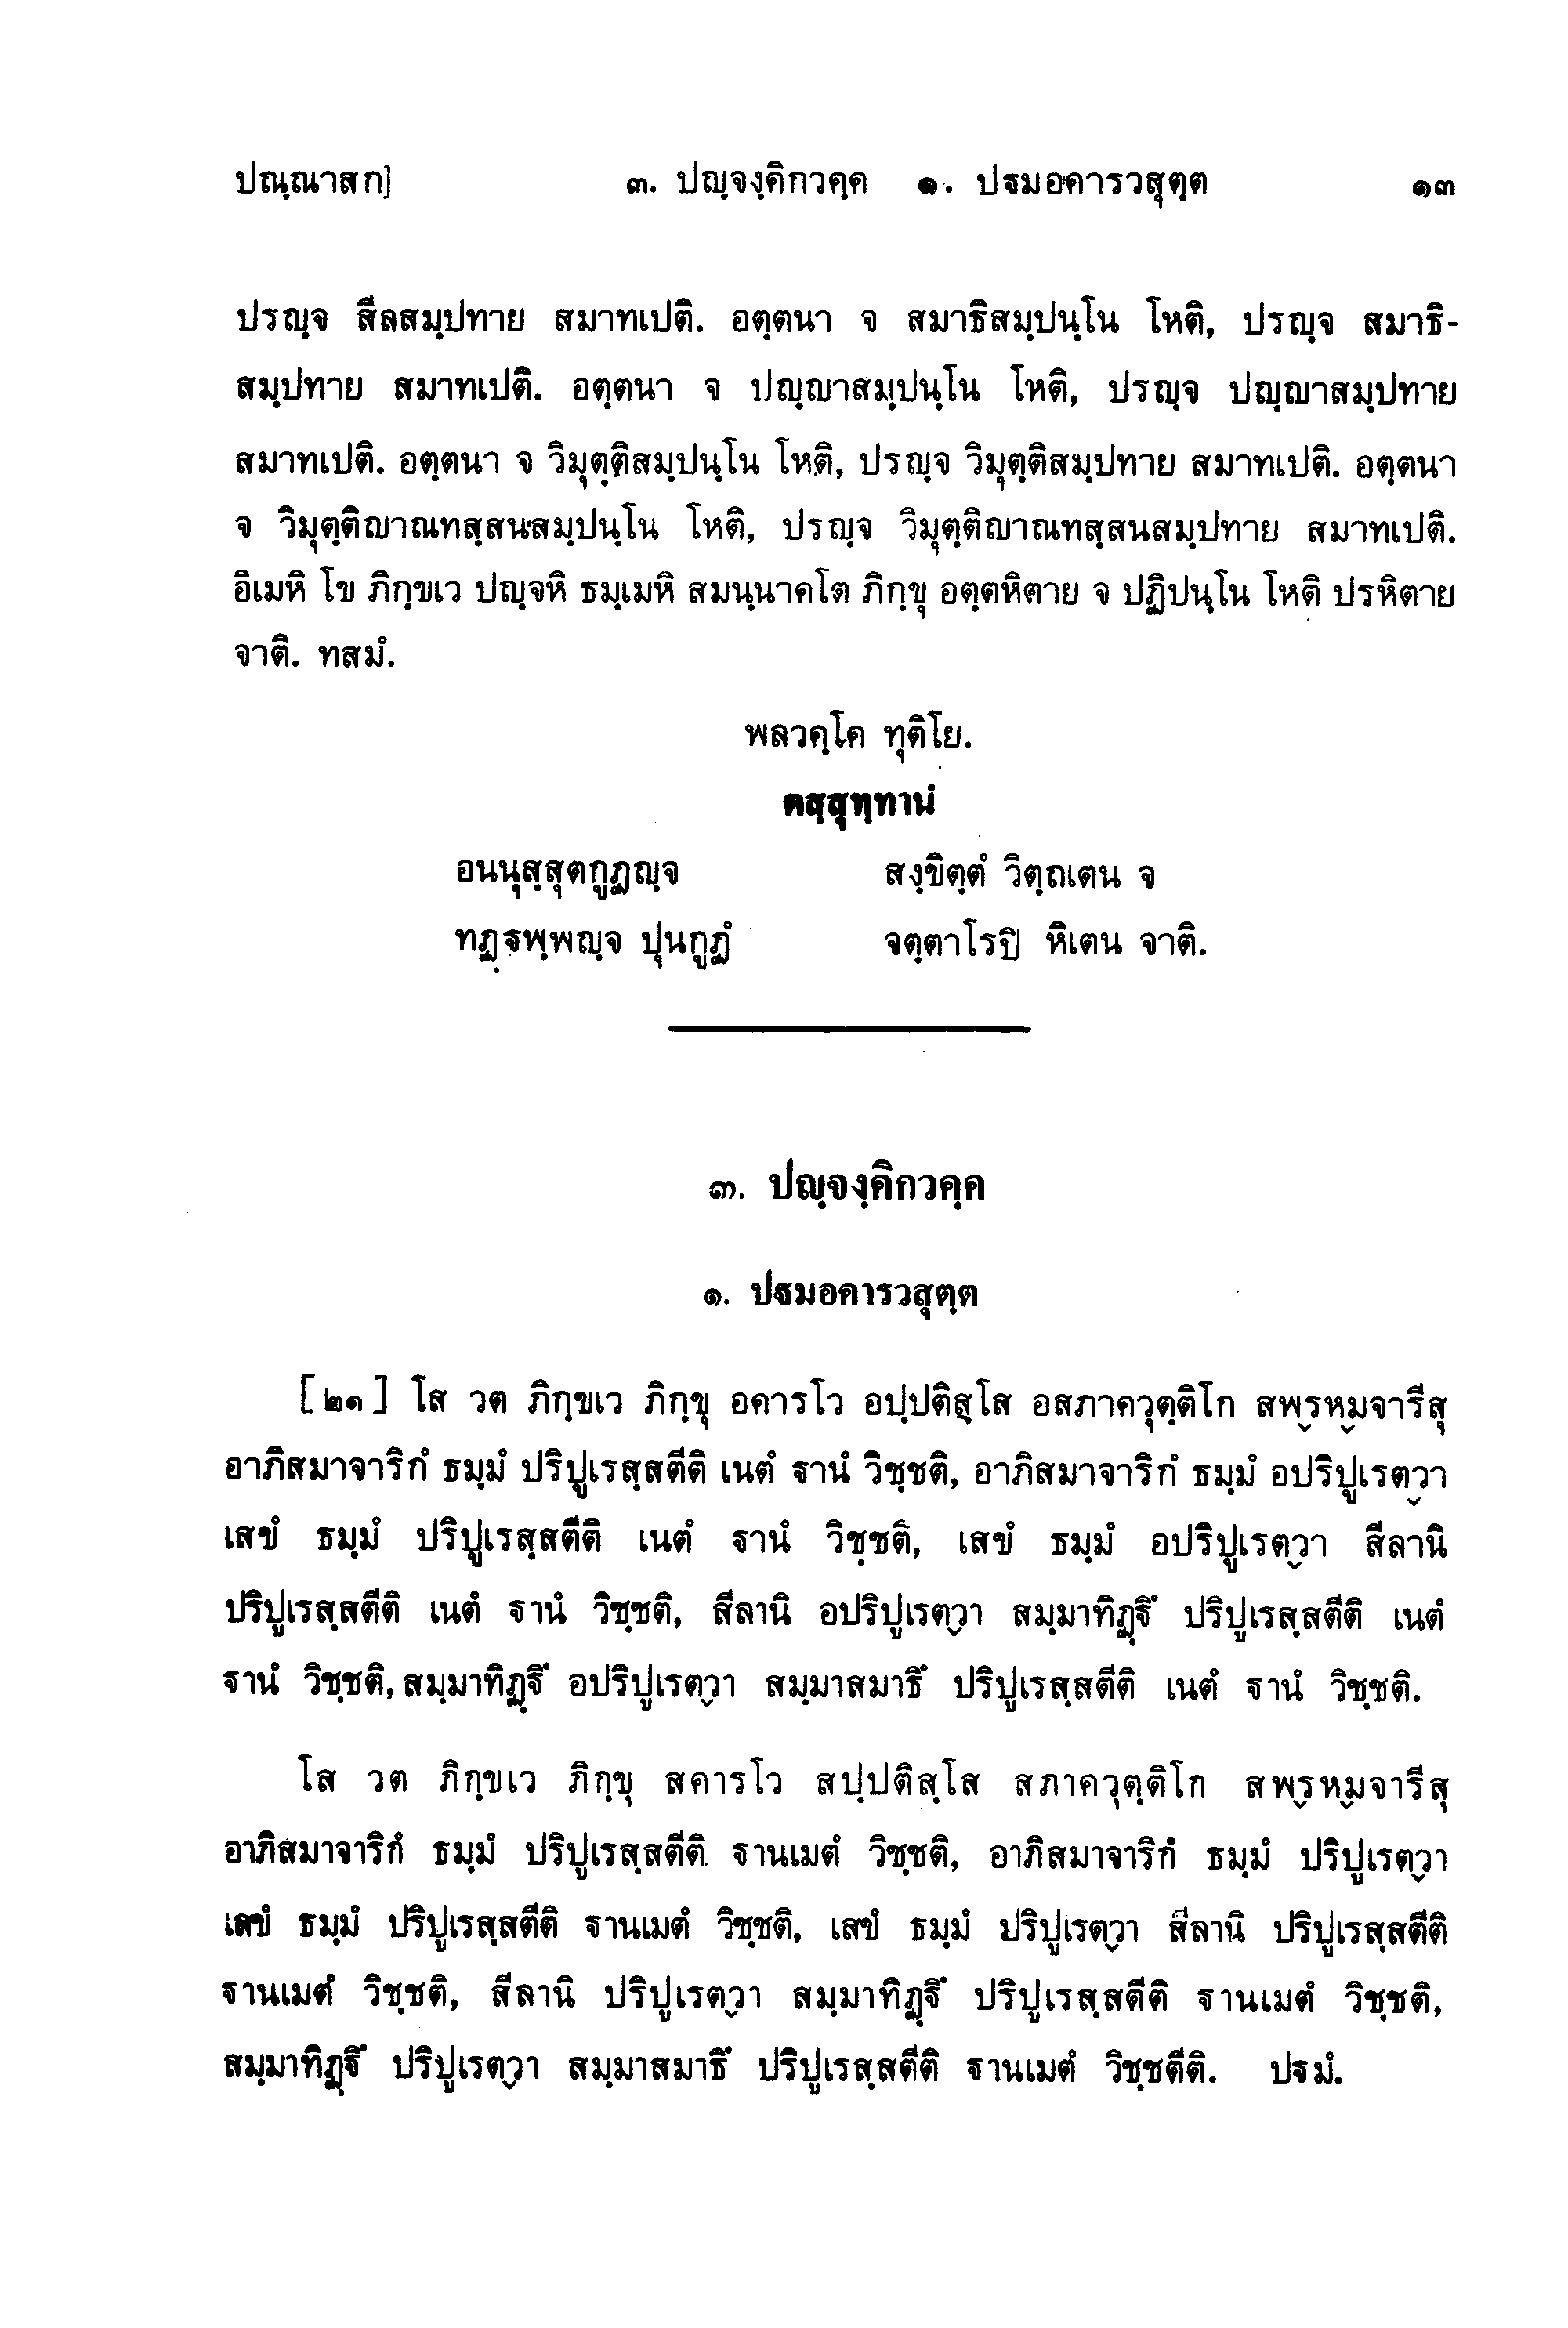 ปณฺณาสก] ๓. ปญฺจงฺคิกวคฺค ๑. ปฐมอคารวสุตฺต ๑๓
ปรญฺจ สีลสมฺปทาย สมาทเปติ. อตฺตนา จ สมาธิสมฺปนฺโน โหติ, ปรญฺจ สมาธิ-
สมฺปทาย สมาทเปติ. อตฺตนา จ ปญฺญาสมฺปนฺโน โหติ, ปรญฺจ ปญฺญาสมฺปทาย
สมาทเปติ. อตฺตนา จ วิมุตฺติสมฺปนฺโน โหติ, ปรญฺจ วิมุตฺติสมฺปทาย สมาทเปติ. อตฺตนา
จ วิมุตฺติญาณทสฺสนสมฺปนฺโน โหติ, ปรญฺจ วิมุตฺติญาณทสฺสนสมฺปทาย สมาทเปติ.
อิเมหิ โข ภิกฺขเว ปญฺจหิ ธมฺเมหิ สมนฺนาคโต ภิกฺขุ อตฺตหิตาย จ ปฏิปนฺโน โหติ ปรหิตาย
จาติ. ทสมํ.
พลวคฺโค ทุติโย.
ตสฺสุทฺทานํ
อนนุสฺสุตกูฏญฺจ สงฺขิตฺตํ วิตฺถเตน จ
ทฏฺฐพฺพญฺจ ปุนกูฏํ จตฺตาโรปิ หิเตน จาติ.
๓. ปญฺจงฺคิกวคฺค
๑. ปฐมอคารวสุตฺต
[๒๑] โส วต ภิกฺขเว ภิกฺขุ อคารโว อปฺปติสฺโส อสภาควุตฺติโก สพฺรหฺมจารีสุ
อาภิสมาจาริกํ ธมฺมํ ปริปูเรสฺสตีติ เนตํ ฐานํ วิชฺชติ, อาภิสมาจาริกํ ธมฺมํ อปริปูเรตฺวา
เสขํ ธมฺมํ ปริปูเรสฺสตีติ เนตํ ฐานํ วิชฺชติ, เสขํ ธมฺมํ อปริปูเรตฺวา สีลานิ
ปริปูเรสฺสตีติ เนตํ ฐานํ วิชฺชติ, สีลานิ อปริปูเรตฺวา สมฺมาทิฏฺฐึ ปริปูเรสฺสตีติ เนตํ
ฐานํ วิชฺชติ, สมฺมาทิฏฺฐึ อปริปูเรตฺวา สมฺมาสมาธึ ปริปูเรสฺสตีติ เนตํ ฐานํ วิชฺชติ.
โส วต ภิกฺขเว ภิกฺขุ สคารโว สปฺปติสฺโส สภาควุตฺติโก สพฺรหฺมจารีสุ
อาภิสมาจาริกํ ธมฺมํ ปริปูเรสฺสตีติ ฐานเมตํ วิชฺชติ, อาภิสมาจาริกํ ธมฺมํ ปริปูเรตฺวา
เสขํ ธมฺมํ ปริปูเรสฺสตีติ ฐานเมตํ วิชฺชติ, เสขํ ธมฺมํ ปริปูเรตฺวา สีลานิ ปริปูเรสฺสตีติ
ฐานเมตํ วิชฺชติ, สีลานิ ปริปูเรตฺวา สมฺมาทิฏฺฐึ ปริปูเรสฺสตีติ ฐานเมตํ วิชฺชติ,
สมฺมาทิฏฺฐึ ปริปูเรตฺวา สมฺมาสมาธึ ปริปูเรสฺสตีติ ฐานเมตํ วิชฺชตีติ. ปฐมํ.